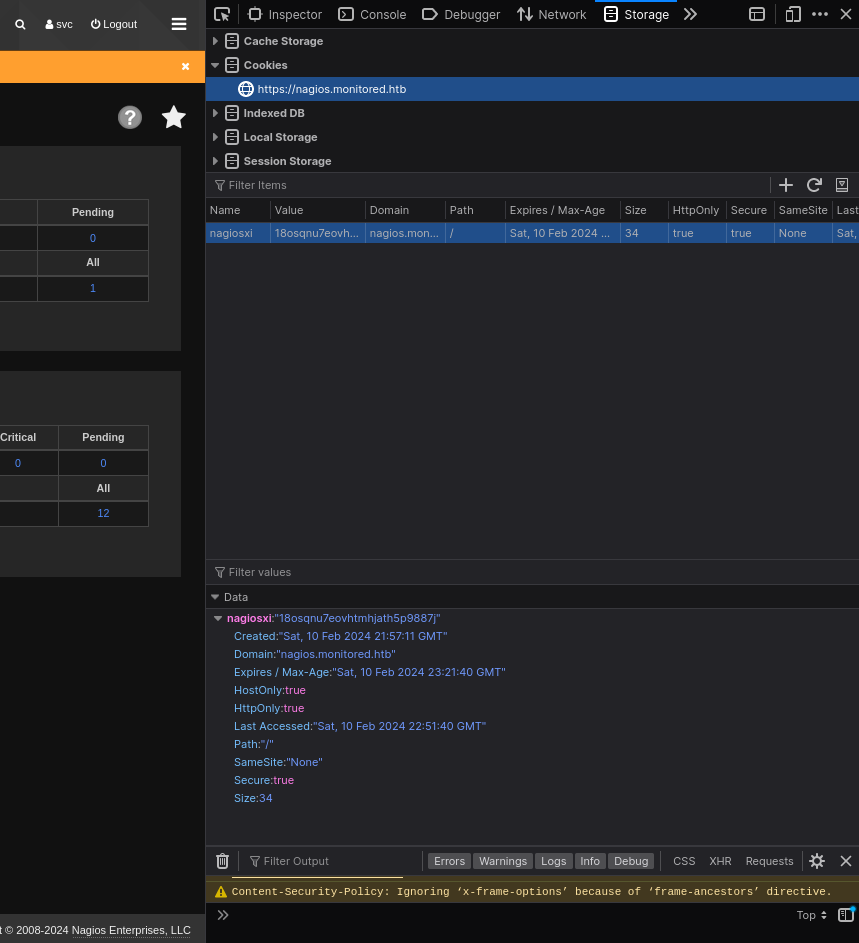 svc Logout
Inspector Console Debugger Network Storage
Cache Storage
Cookies
https://nagios.monitored.htb
Indexed DB
Local Storage
Session Storage
Filter Items
Name Value Domain Path Expires / Max-Age Size HttpOnly Secure SameSite Last
nagiosxi 18osqnu7eovh... nagios.mon... / Sat, 10 Feb 2024 ... 34 true true None Sat,
Pending
0
All
1
Critical Pending
0 0
All
12
Filter values
Data
nagiosxi:"18osqnu7eovhtmhjath5p9887j"
Created:"Sat, 10 Feb 2024 21:57:11 GMT"
Domain:"nagios.monitored.htb"
Expires / Max-Age:"Sat, 10 Feb 2024 23:21:40 GMT"
HostOnly:true
HttpOnly:true
Last Accessed:"Sat, 10 Feb 2024 22:51:40 GMT"
Path:"/"
SameSite:"None"
Secure:true
Size:34
Filter Output Errors Warnings Logs Info Debug CSS XHR Requests
Content-Security-Policy: Ignoring ‘x-frame-options’ because of ‘frame-ancestors’ directive.
Top
t © 2008-2024 Nagios Enterprises, LLC